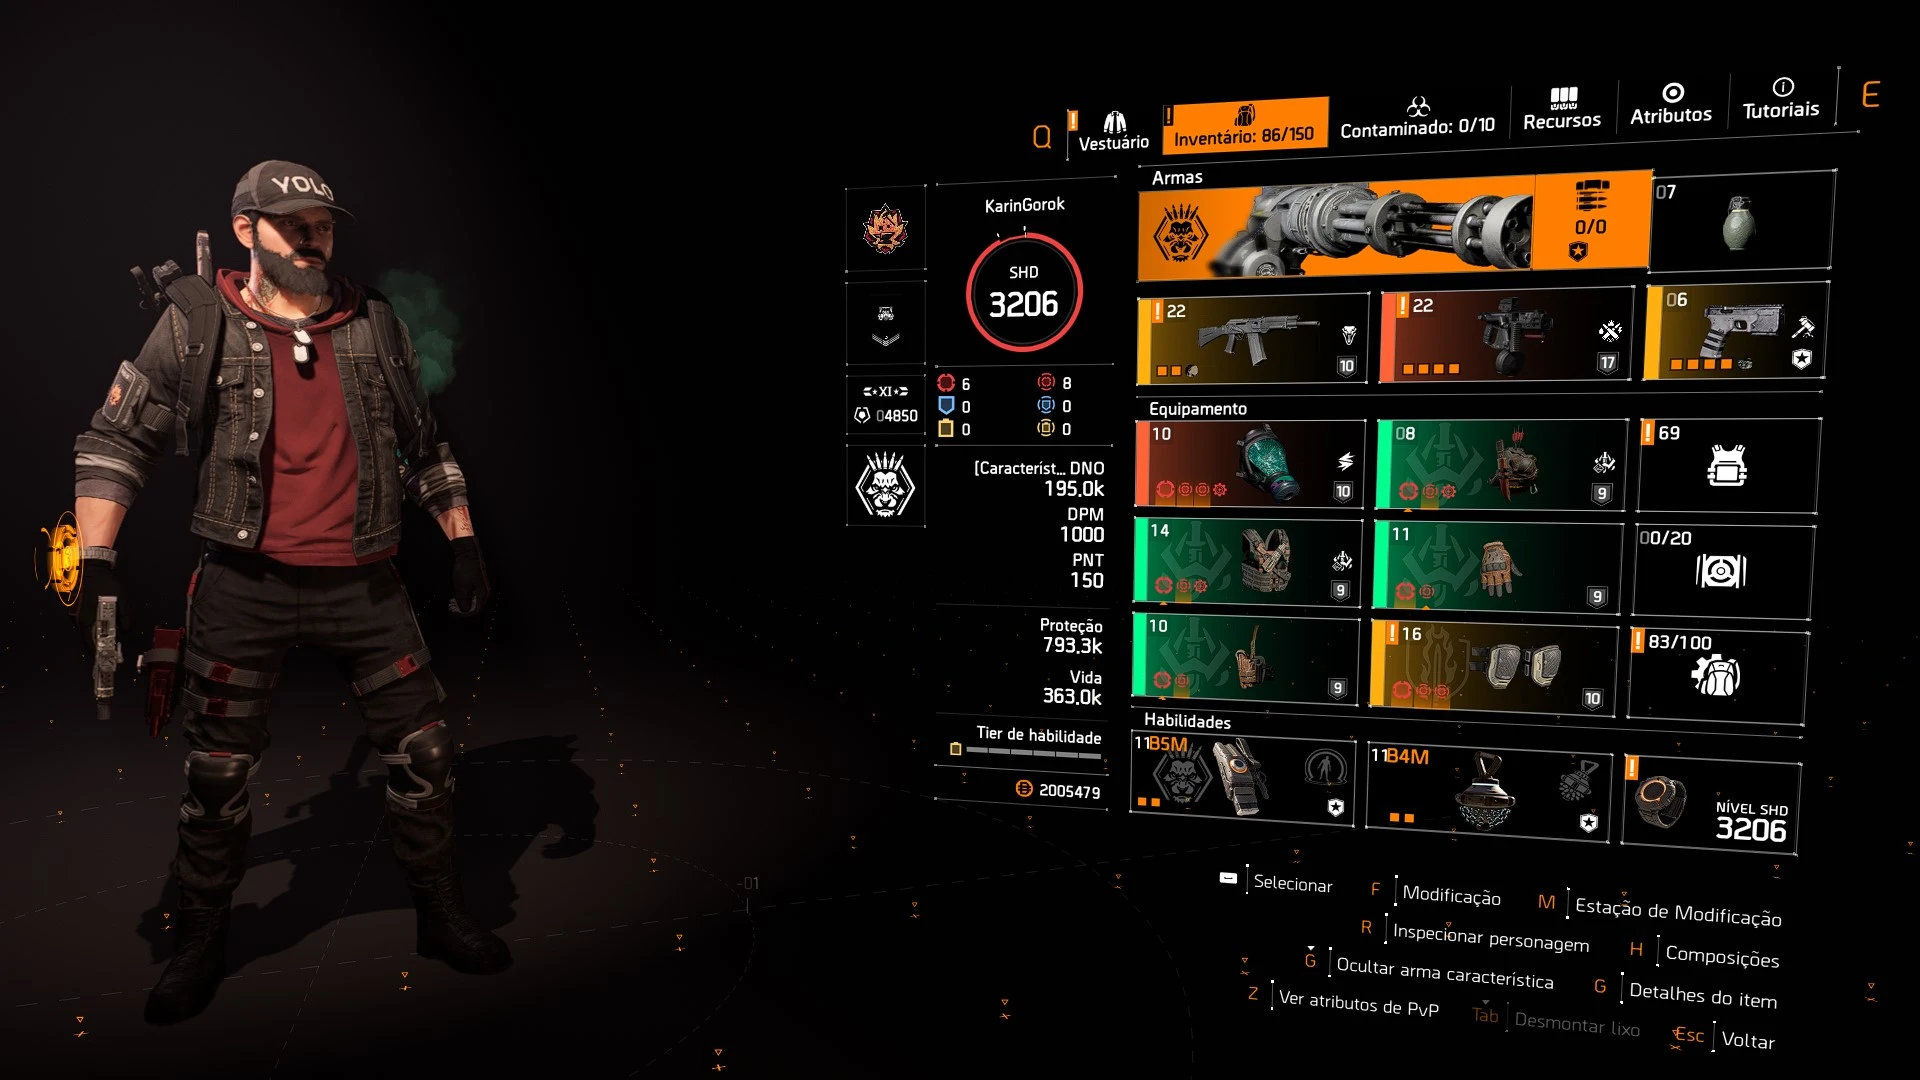 Q
Vestuário
Inventário: 86/150
Contaminado: 0/10
Recursos
Atributos
Tutoriais
E
YOLO
KarinGorok
SHD
3206
XI
04850
6
8
0
0
0
0
[Característ... DNO
195.0k
DPM
1000
PNT
150
Proteção
793.3k
Vida
363.0k
Tier de habilidade
2005479
Armas
0/0
07
22
10
22
17
06
Equipamento
10
10
08
9
69
14
9
11
9
00/20
10
9
16
10
83/100
Habilidades
11B5M
11B4M
NÍVEL SHD
3206
-01
Selecionar
F Modificação
M Estação de Modificação
R Inspecionar personagem
H Composições
G Ocultar arma característica
G Detalhes do item
Z Ver atributos de PvP
Tab Desmontar lixo
Esc Voltar